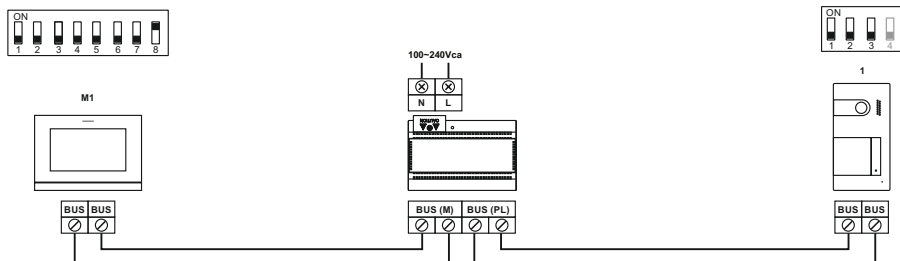 ON
1 2 3 4 5 6 7 8
ON
1 2 3 4
100~240Vca
1
M1
N L
CAUTION
BUS BUS
BUS (M) BUS (PL)
BUS BUS